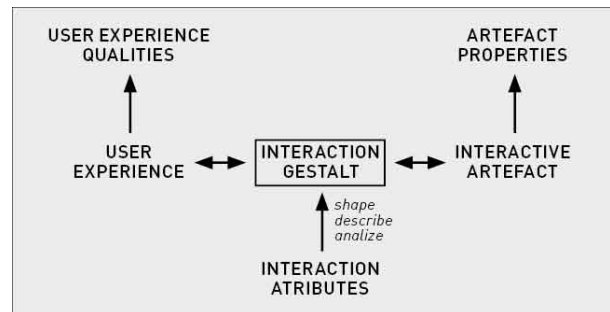 USER EXPERIENCE
QUALITIES
ARTEFACT
PROPERTIES
USER
EXPERIENCE
INTERACTION
GESTALT
INTERACTIVE
ARTEFACT
shape
describe
analize
INTERACTION
ATRIBUTES